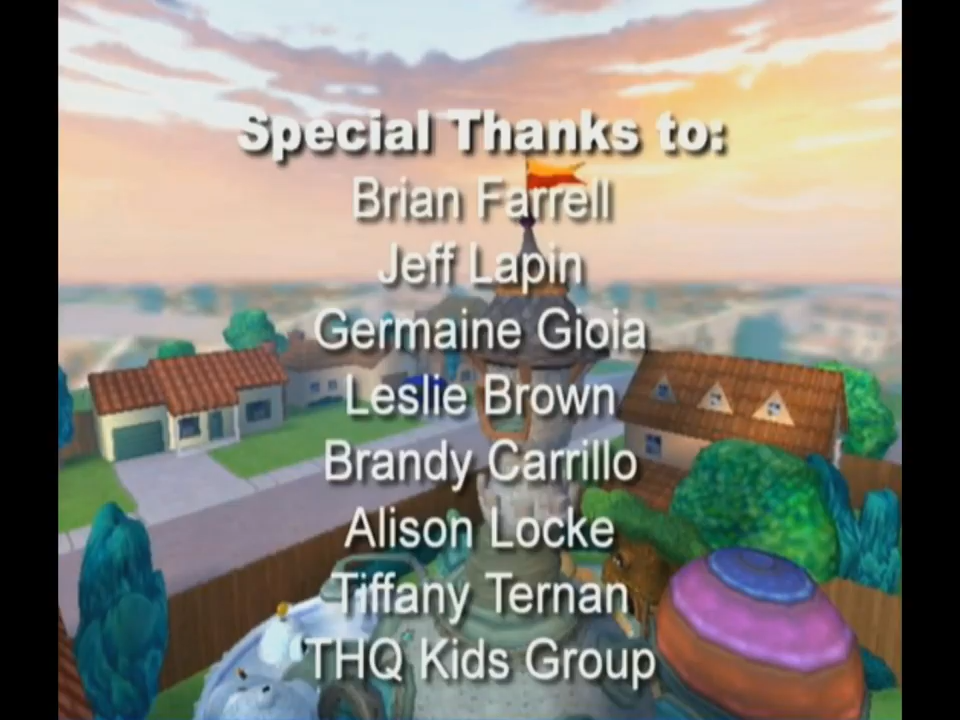 Special Thanks to:
Brian Farrell
Jeff Lapin
Germaine Gioia
Leslie Brown
Brandy Carrillo
Alison Locke
Tiffany Ternan
THQ Kids Group